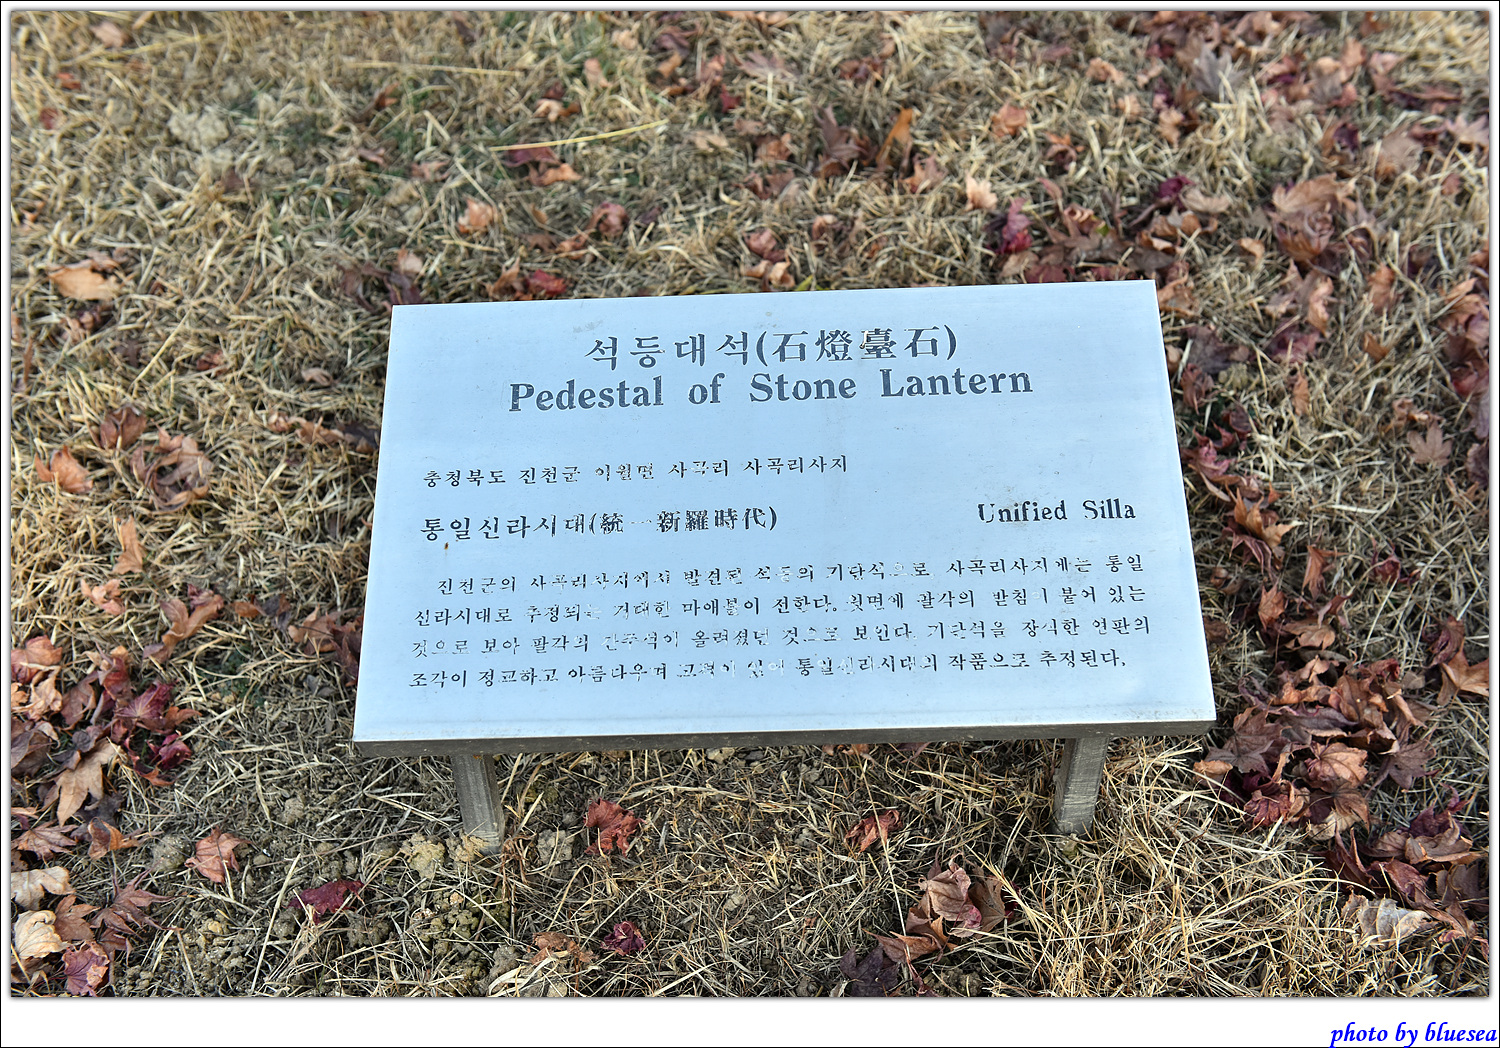 석등대석(石燈臺石)
Pedestal of Stone Lantern
충청북도 진천군 이월면 사곡리 사곡리사지
통일신라시대(統一新羅時代)
Unified Silla
진천군의 사곡리사지에서 발견된 석등의 기단석으로 사곡리사지에는 통일
신라시대로 추정되는 거대한 마애불이 전한다. 윗면에 팔각의 받침이 붙어 있는
것으로 보아 팔각의 간주석이 올려졌던 것으로 보인다. 기단석을 장식한 연판의
조각이 정교하고 아름다우며 고격이 있어 통일신라시대의 작품으로 추정된다.
photo by bluesea